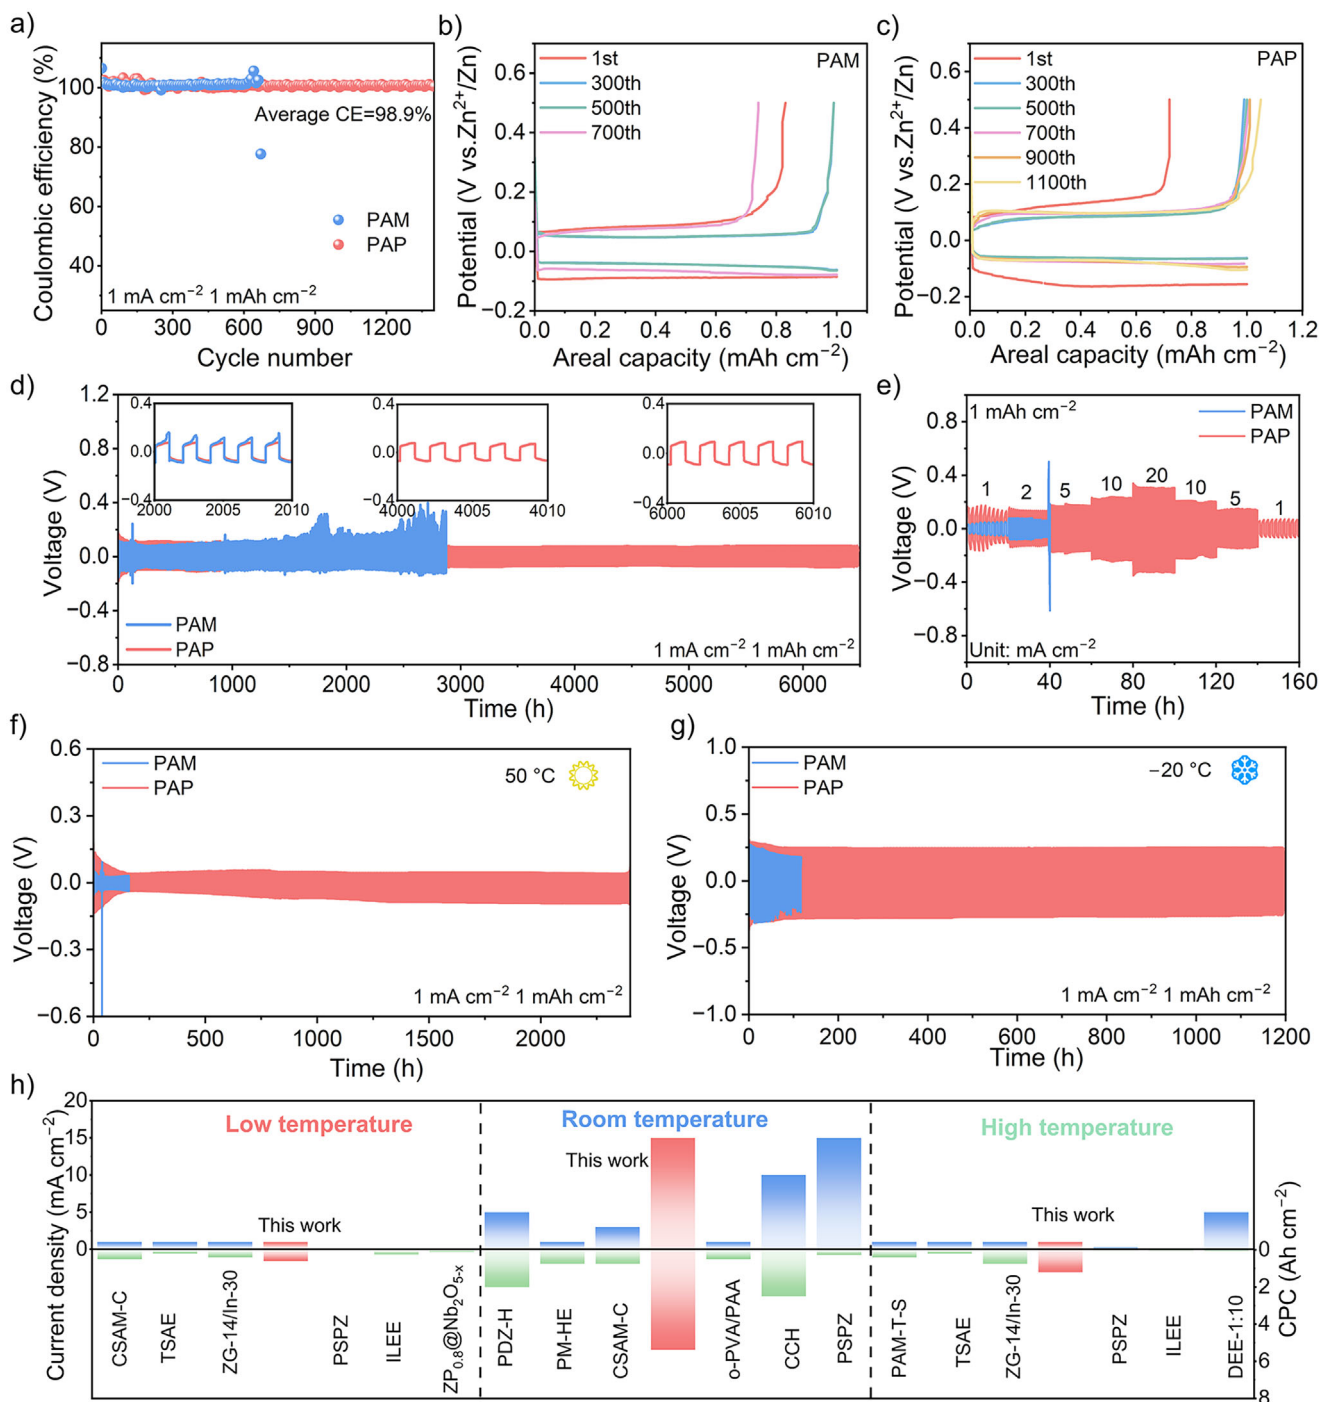 a)
Coulombic efficiency (%)
100
80
60
40
Average CE=98.9%
PAM
PAP
1 mA cm⁻² 1 mAh cm⁻²
0 300 600 900 1200
Cycle number
b)
Potential (V vs.Zn²⁺/Zn)
0.6
0.4
0.2
0.0
−0.2
1st
300th
500th
700th
PAM
0.0 0.2 0.4 0.6 0.8 1.0
Areal capacity (mAh cm⁻²)
c)
Potential (V vs.Zn²⁺/Zn)
0.6
0.4
0.2
0.0
−0.2
1st
300th
500th
700th
900th
1100th
PAP
0.0 0.2 0.4 0.6 0.8 1.0 1.2
Areal capacity (mAh cm⁻²)
d)
Voltage (V)
1.2
0.8
0.4
0.0
−0.4
−0.8
0.4
0.0
−0.4
2000 2005 2010
0.4
0.0
−0.4
4000 4005 4010
0.4
0.0
−0.4
6000 6005 6010
PAM
PAP
1 mA cm⁻² 1 mAh cm⁻²
0 1000 2000 3000 4000 5000 6000
Time (h)
e)
Voltage (V)
0.8
0.4
0.0
−0.4
−0.8
1 mAh cm⁻²
PAM
PAP
1 2 5 10 20 10 5 1
Unit: mA cm⁻²
0 40 80 120 160
Time (h)
f)
Voltage (V)
0.6
0.3
0.0
−0.3
−0.6
PAM
PAP
50 °C
1 mA cm⁻² 1 mAh cm⁻²
0 500 1000 1500 2000
Time (h)
g)
Voltage (V)
1.0
0.5
0.0
−0.5
−1.0
PAM
PAP
−20 °C
1 mA cm⁻² 1 mAh cm⁻²
0 200 400 600 800 1000 1200
Time (h)
h)
Current density (mA cm⁻²)
20
15
10
5
0
Low temperature
This work
CSAM-C
TSAE
ZG-14/In-30
PSPZ
ILEE
ZP₀.₈@Nb₂O₅₋ₓ
Room temperature
This work
PDZ-H
PM-HE
CSAM-C
o-PVA/PAA
CCH
PSPZ
High temperature
This work
PAM-T-S
TSAE
ZG-14/In-30
PSPZ
ILEE
DEE-1:10
0
2
4
6
8
CPC (Ah cm⁻²)